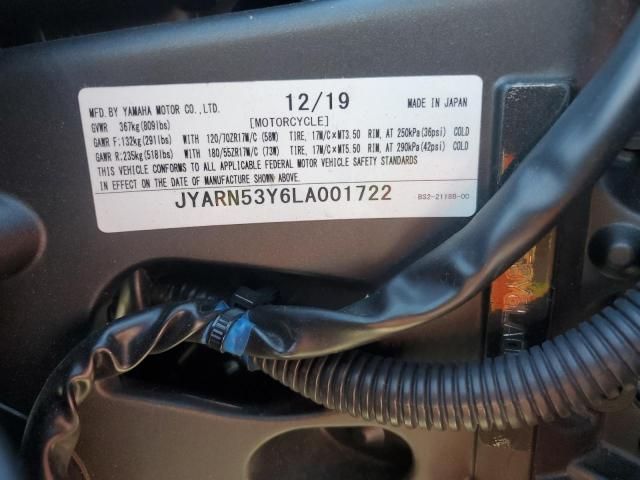 MFD.BY YAMAHA MOTOR CO.,LTD. 12/19 MADE IN JAPAN
GVWR 367kg(809lbs) [MOTORCYCLE]
GAWR F:132kg(291lbs) WITH 120/70ZR17M/C (58W) TIRE, 17M/C×MT3.50 RIM, AT 250kPa(36psi) COLD
GAWR R:235kg(518lbs) WITH 180/55ZR17M/C (73W) TIRE, 17M/C×MT5.50 RIM, AT 290kPa(42psi) COLD
THIS VEHICLE CONFORMS TO ALL APPLICABLE FEDERAL MOTOR VEHICLE SAFETY STANDARDS
IN EFFECT ON THE DATE OF MANUFACTURE SHOWN ABOVE.
JYARN53Y6LA001722 BS2-2118B-00